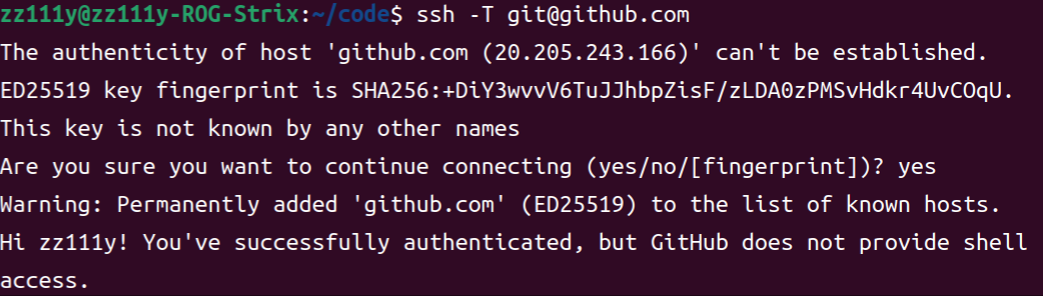 zz111y@zz111y-ROG-Strix:~/code$ ssh -T git@github.com
The authenticity of host 'github.com (20.205.243.166)' can't be established.
ED25519 key fingerprint is SHA256:+DiY3wvvV6TuJJhbpZisF/zLDA0zPMSvHdkr4UvCOqU.
This key is not known by any other names
Are you sure you want to continue connecting (yes/no/[fingerprint])? yes
Warning: Permanently added 'github.com' (ED25519) to the list of known hosts.
Hi zz111y! You've successfully authenticated, but GitHub does not provide shell
access.